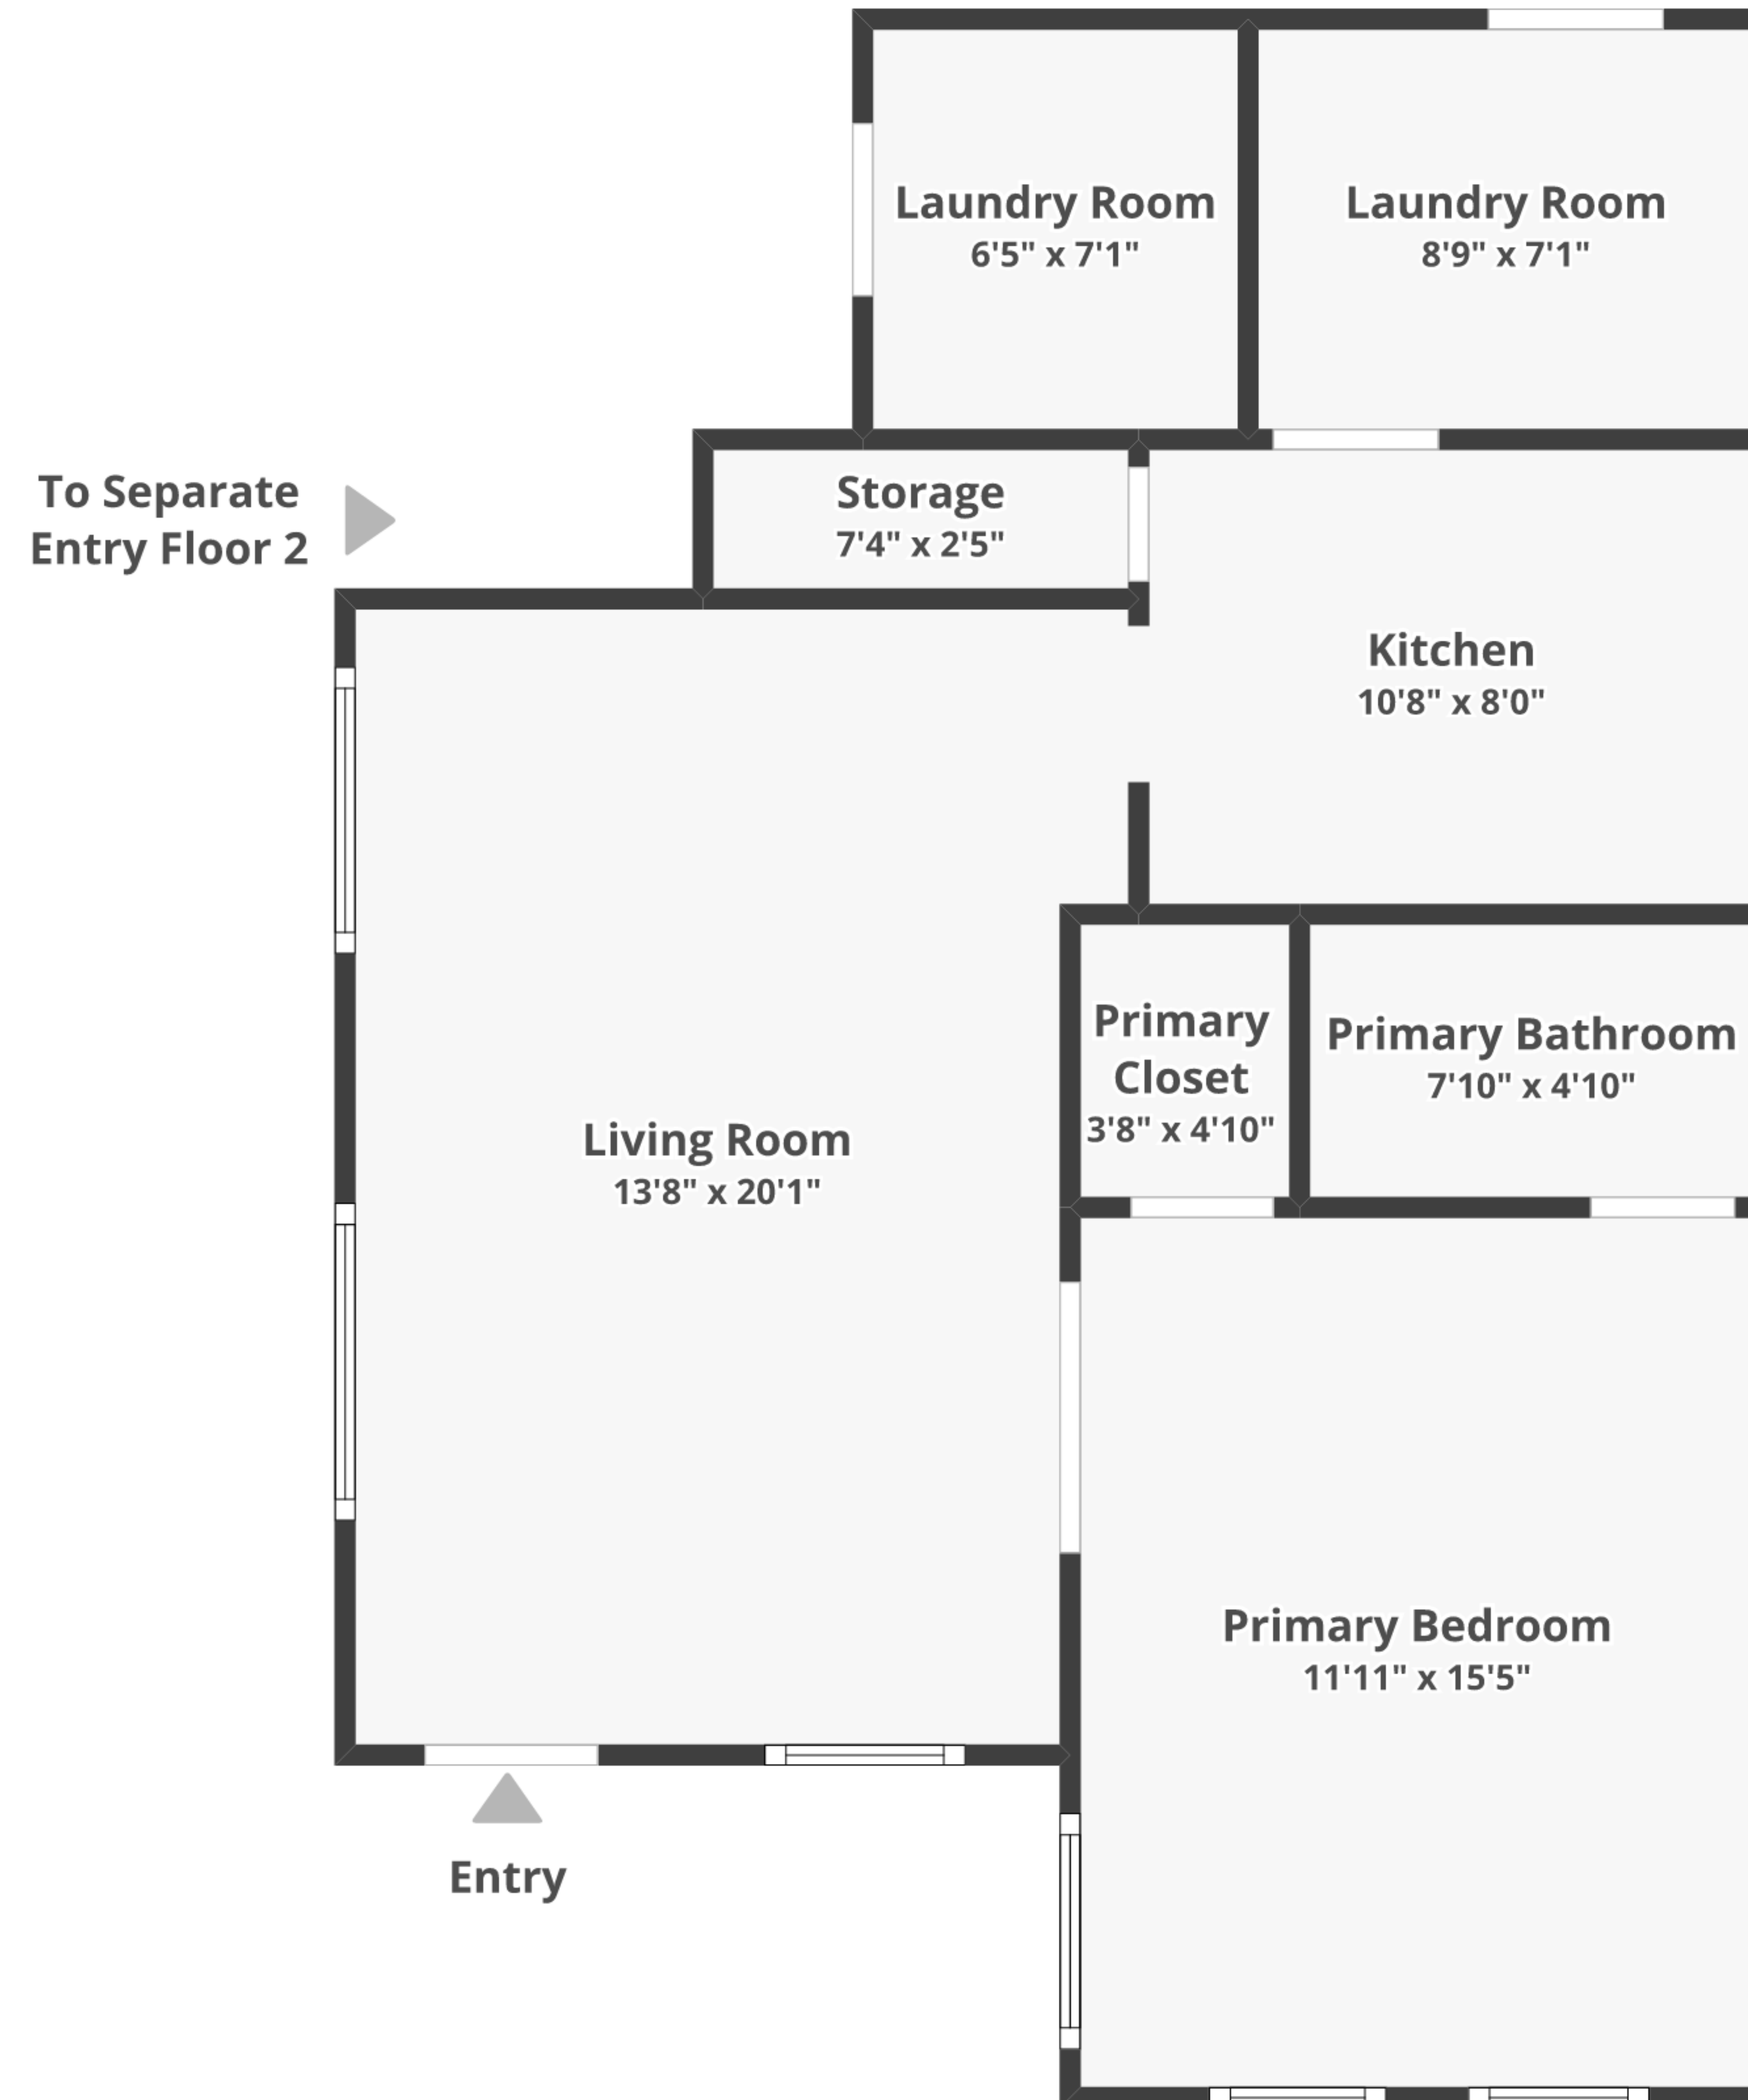 Laundry Room
6'5" x 7'1"
Laundry Room
8'9" x 7'1"
To Separate
Entry Floor 2
Storage
7'4" x 2'5"
Kitchen
10'8" x 8'0"
Primary
Closet
3'8" x 4'10"
Primary Bathroom
7'10" x 4'10"
Living Room
13'8" x 20'1"
Primary Bedroom
11'11" x 15'5"
Entry